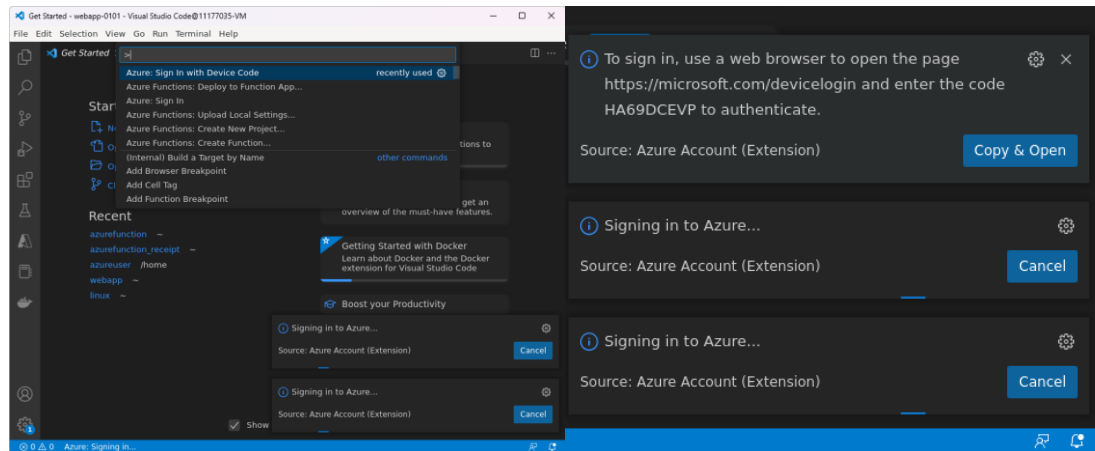 Get Started - webapp-0101 - Visual Studio Code@11177035-VM
File Edit Selection View Go Run Terminal Help
Get Started
>
Azure: Sign In with Device Code recently used
Azure Functions: Deploy to Function App...
Azure: Sign In
Azure Functions: Upload Local Settings...
Azure Functions: Create New Project...
Azure Functions: Create Function...
(Internal) Build a Target by Name other commands
Add Browser Breakpoint
Add Cell Tag
Add Function Breakpoint
Star
tions to
get an
overview of the must-have features.
Recent
azurefunction ~
azurefunction_receipt ~
azureuser /home
webapp ~
linux ~
Getting Started with Docker
Learn about Docker and the Docker
extension for Visual Studio Code
Boost your Productivity
Signing in to Azure...
Source: Azure Account (Extension) Cancel
Signing in to Azure...
Source: Azure Account (Extension) Cancel
Show
1
0 0 Azure: Signing in...
To sign in, use a web browser to open the page
https://microsoft.com/devicelogin and enter the code
HA69DCEVP to authenticate.
Source: Azure Account (Extension) Copy & Open
Signing in to Azure...
Source: Azure Account (Extension) Cancel
Signing in to Azure...
Source: Azure Account (Extension) Cancel